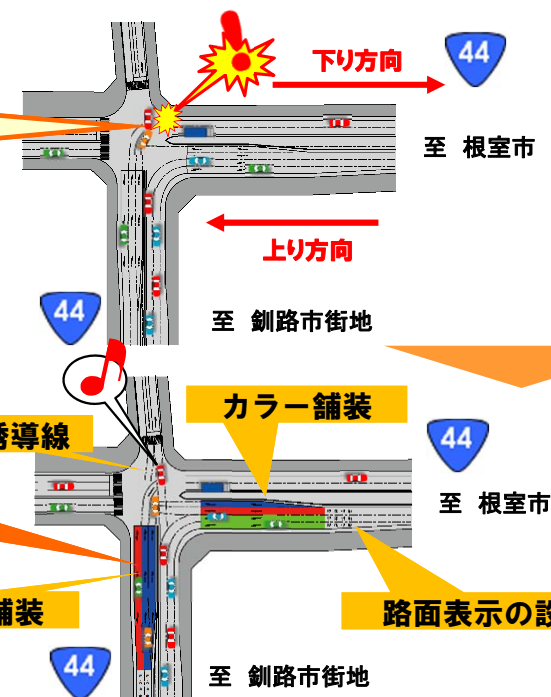 下り方向
44
至 根室市
上り方向
44
至 釧路市街地
カラー舗装
誘導線
44
至 根室市
舗装
路面表示の設
44
至 釧路市街地